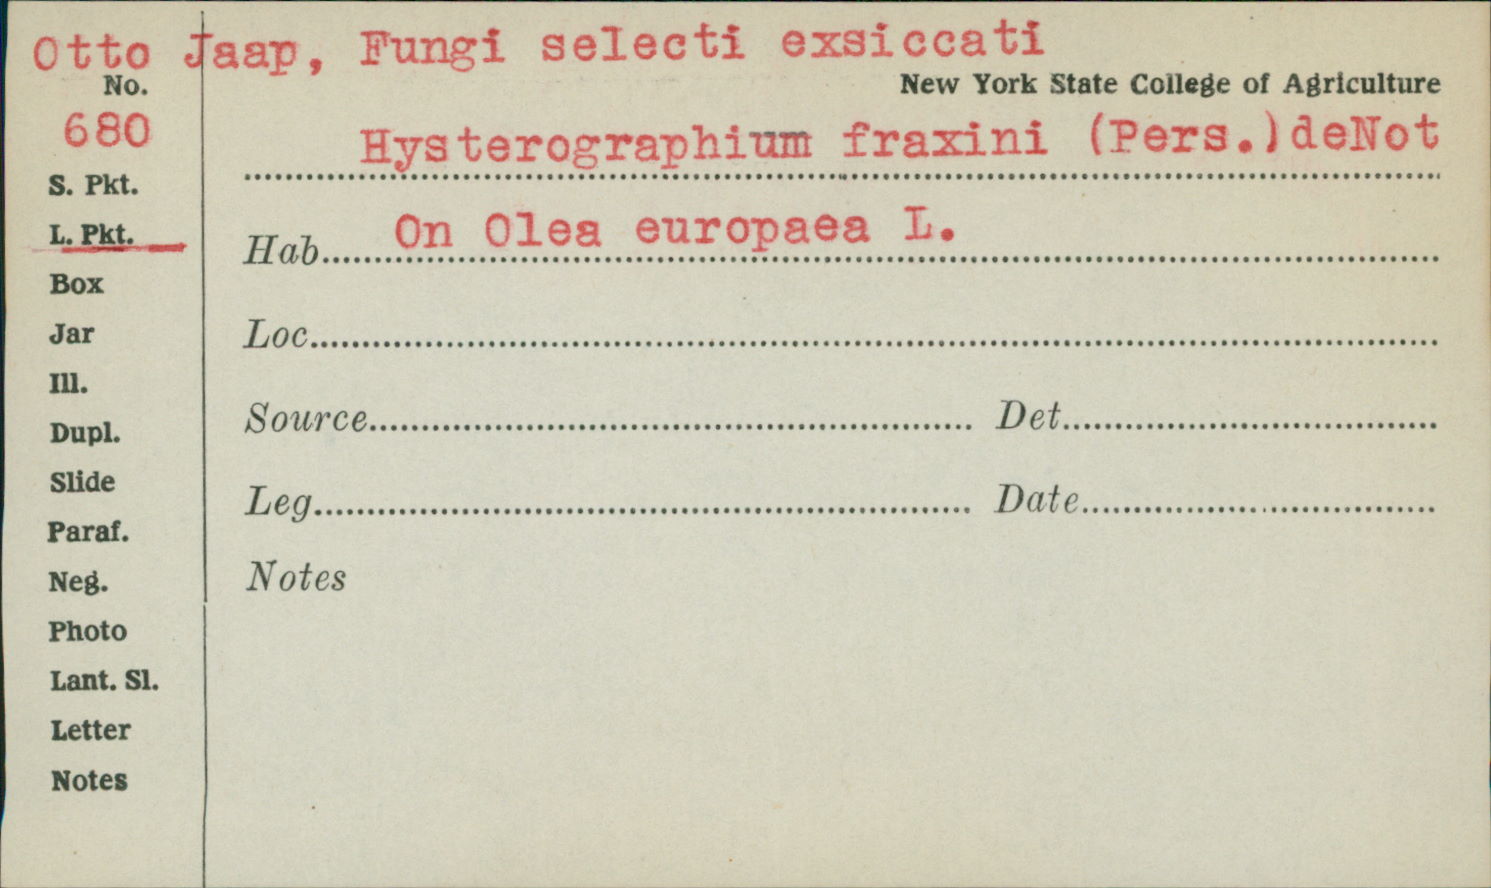 Otto Jaap, Fungi selecti exsiccati
No.
New York State College of Agriculture
680
Hysterographium fraxini (Pers.)deNot
S. Pkt.
L. Pkt.
Hab. On Olea europaea L.
Box
Jar
Loc.
Ill.
Dupl.
Source Det.
Slide
Leg. Date
Paraf.
Neg.
Notes
Photo
Lant. Sl.
Letter
Notes